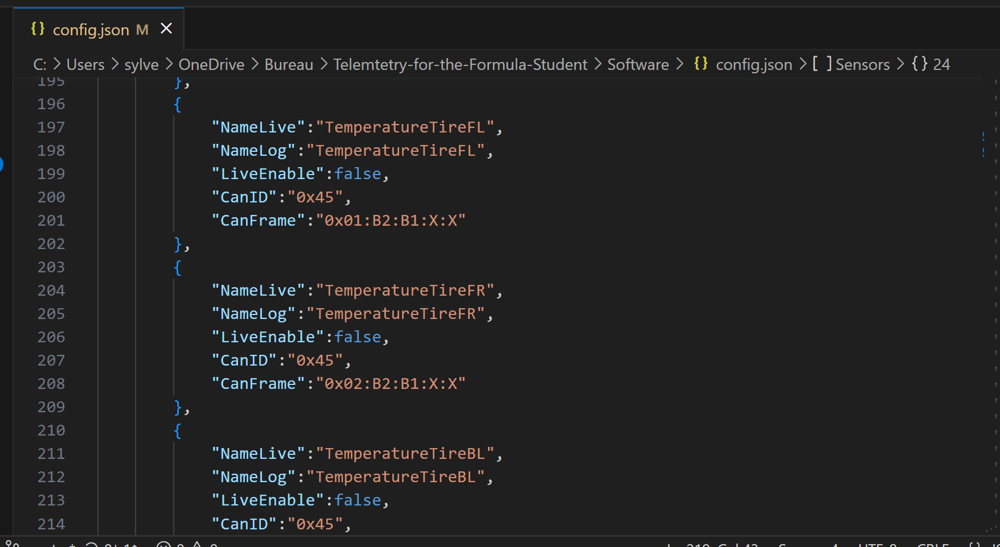 {} config.json M ×
C: > Users > sylve > OneDrive > Bureau > Telemtetry-for-the-Formula-Student > Software > {} config.json > [ ] Sensors > {} 24
195 },
196 {
197 "NameLive":"TemperatureTireFL",
198 "NameLog":"TemperatureTireFL",
199 "LiveEnable":false,
200 "CanID":"0x45",
201 "CanFrame":"0x01:B2:B1:X:X"
202 },
203 {
204 "NameLive":"TemperatureTireFR",
205 "NameLog":"TemperatureTireFR",
206 "LiveEnable":false,
207 "CanID":"0x45",
208 "CanFrame":"0x02:B2:B1:X:X"
209 },
210 {
211 "NameLive":"TemperatureTireBL",
212 "NameLog":"TemperatureTireBL",
213 "LiveEnable":false,
214 "CanID":"0x45",